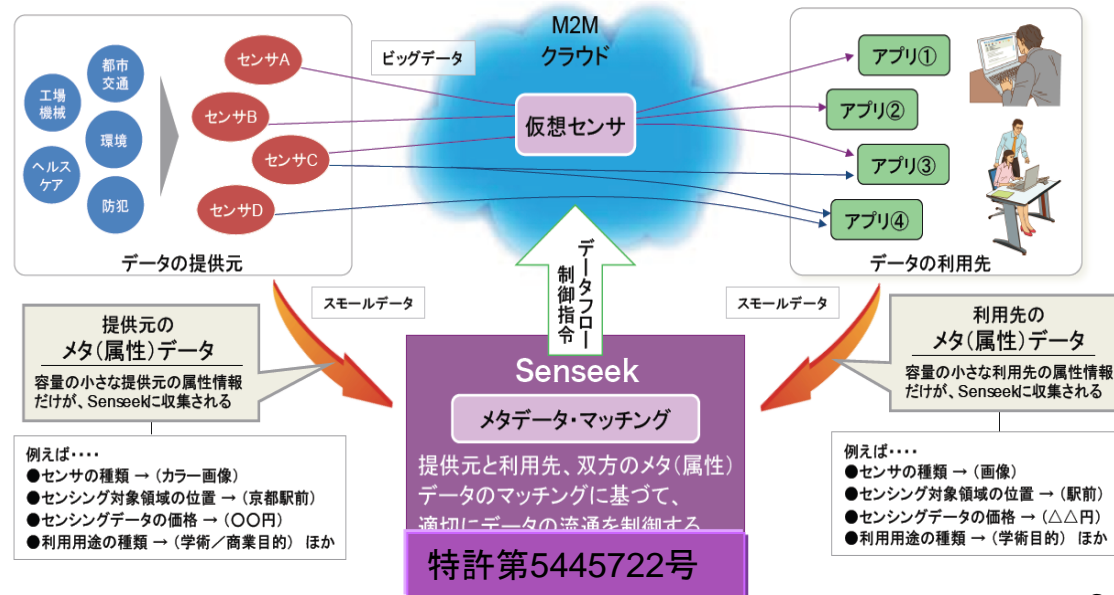 都市
交通
工場
機械
環境
ヘルス
ケア
防犯
センサA
センサB
センサC
センサD
データの提供元
ビッグデータ
M2M
クラウド
仮想センサ
アプリ①
アプリ②
アプリ③
アプリ④
データの利用先
データフロー
制御指令
スモールデータ
スモールデータ
提供元の
メタ(属性)データ
容量の小さな提供元の属性情報
だけが、Senseekに収集される
例えば‥‥
●センサの種類 → (カラー画像)
●センシング対象領域の位置 → (京都駅前)
●センシングデータの価格 → (〇〇円)
●利用用途の種類 → (学術/商業目的) ほか
Senseek
メタデータ・マッチング
提供元と利用先、双方のメタ(属性)
データのマッチングに基づて、
適切にデータの流通を制御する
特許第5445722号
利用先の
メタ(属性)データ
容量の小さな利用先の属性情報
だけが、Senseekに収集される
例えば‥‥
●センサの種類 → (画像)
●センシング対象領域の位置 → (駅前)
●センシングデータの価格 → (△△円)
●利用用途の種類 → (学術目的) ほか